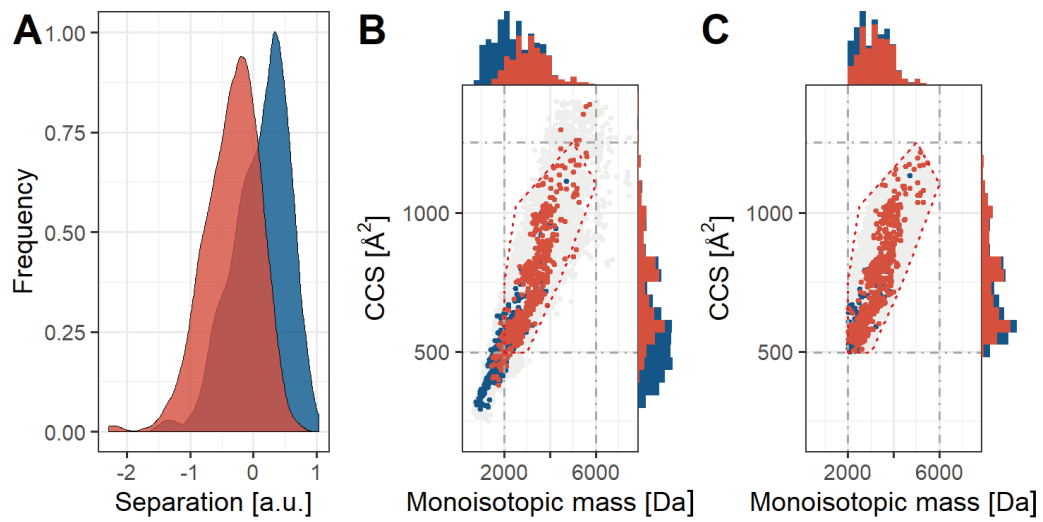 A
1.00
0.75
0.50
0.25
0.00
Frequency
-2
-1
0
1
Separation [a.u.]
B
1000
500
CCS [Å²]
2000
6000
Monoisotopic mass [Da]
C
1000
500
CCS [Å²]
2000
6000
Monoisotopic mass [Da]